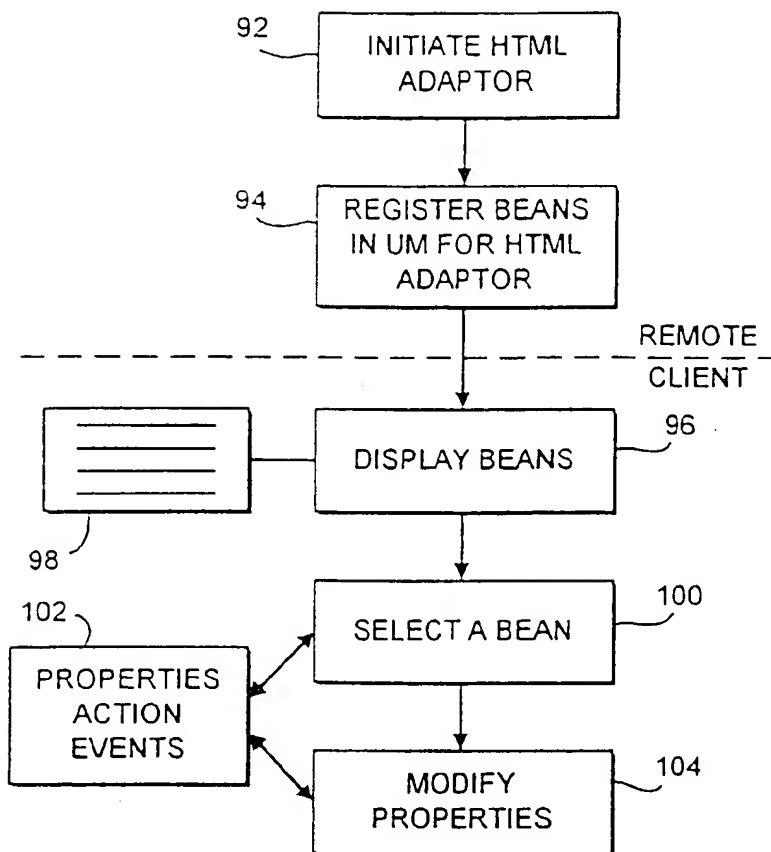 92
INITIATE HTML
ADAPTOR
94
REGISTER BEANS
IN UM FOR HTML
ADAPTOR
REMOTE
CLIENT
96
DISPLAY BEANS
98
100
SELECT A BEAN
102
PROPERTIES
ACTION
EVENTS
104
MODIFY
PROPERTIES